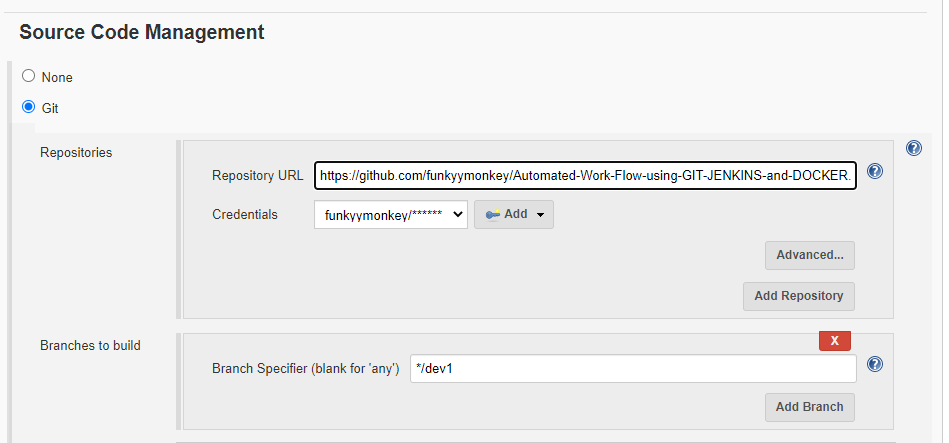 Source Code Management
None
Git
Repositories
Repository URL https://github.com/funkyymonkey/Automated-Work-Flow-using-GIT-JENKINS-and-DOCKER.
Credentials funkyymonkey/****** Add
Advanced...
Add Repository
Branches to build
X
Branch Specifier (blank for 'any') */dev1
Add Branch